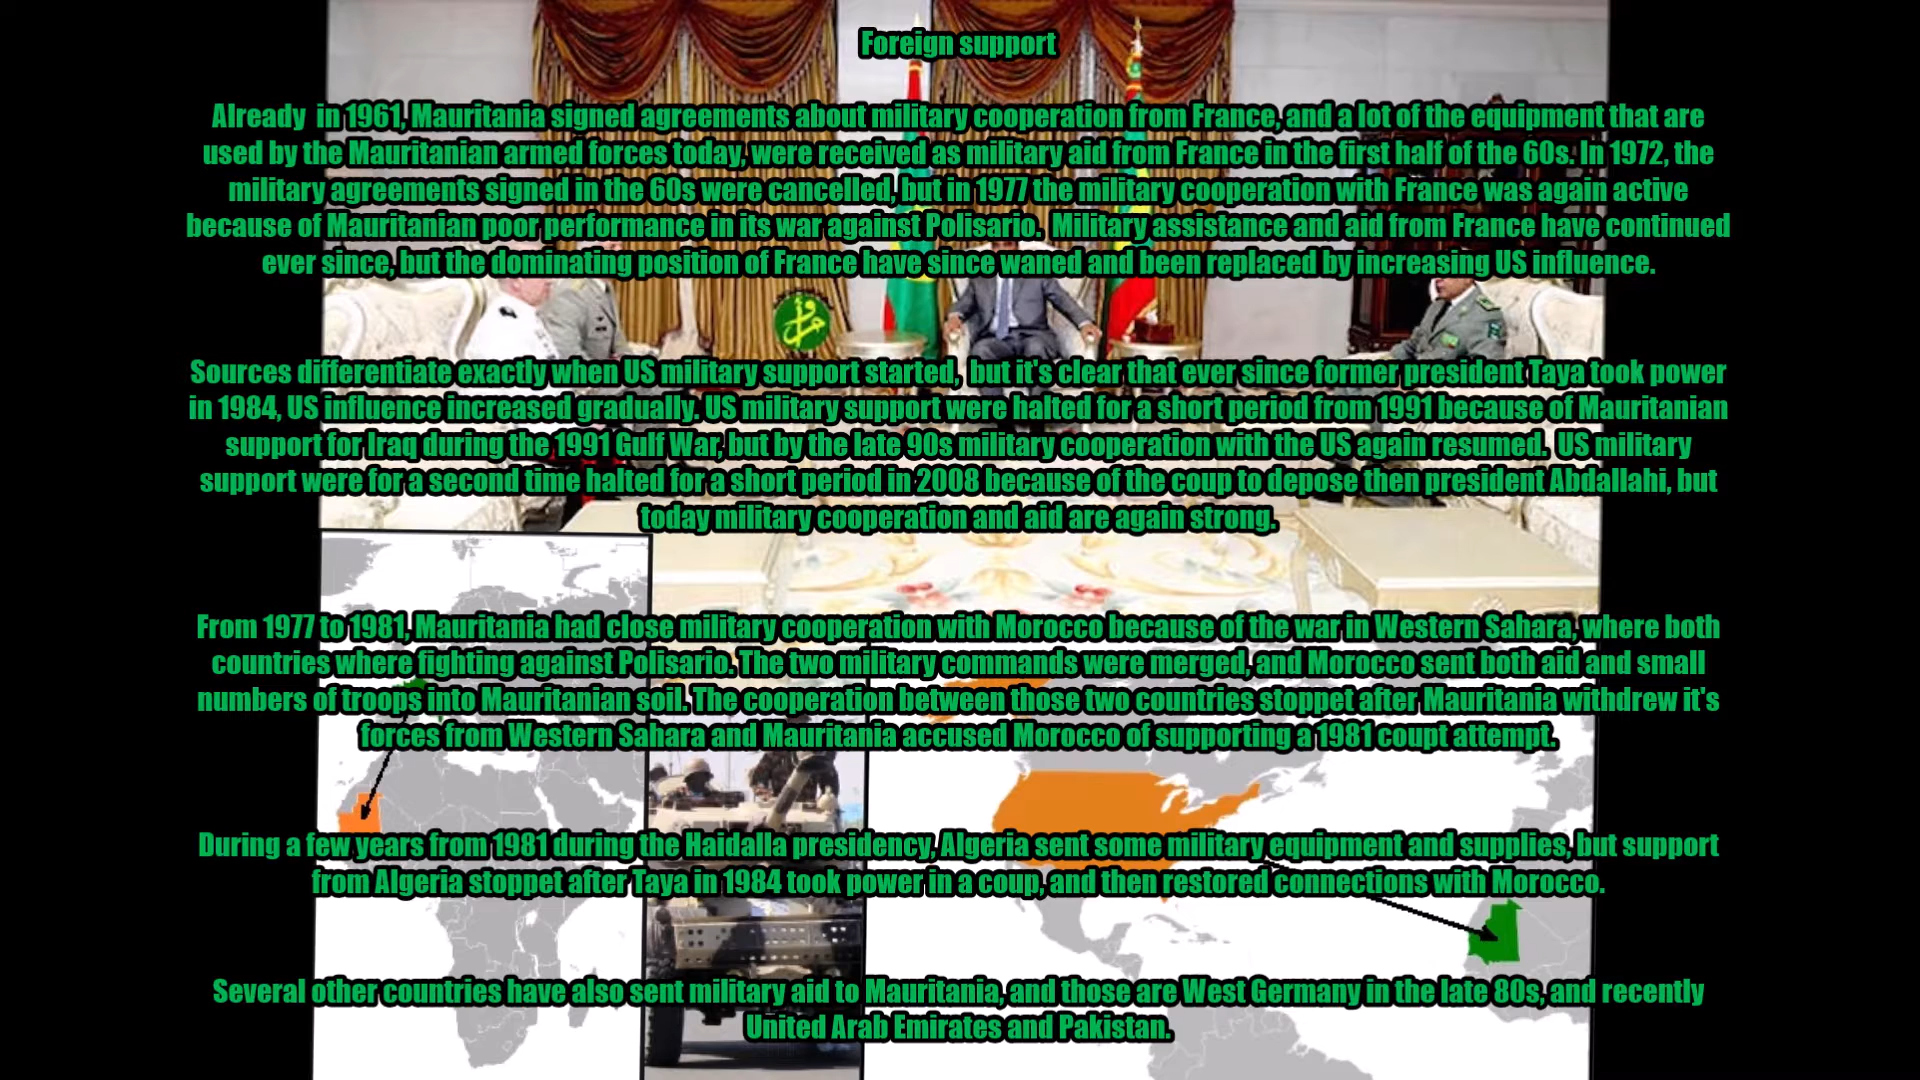 Foreign support
Already in 1961, Mauritania signed agreements about military cooperation from France, and a lot of the equipment that are
used by the Mauritanian armed forces today, were received as military aid from France in the first half of the 60s. In 1972, the
military agreements signed in the 60s were cancelled, but in 1977 the military cooperation with France was again active
because of Mauritanian poor performance in its war against Polisario. Military assistance and aid from France have continued
ever since, but the dominating position of France have since waned and been replaced by increasing US influence.
Sources differentiate exactly when US military support started, but it's clear that ever since former president Taya took power
in 1984, US influence increased gradually. US military support were halted for a short period from 1991 because of Mauritanian
support for Iraq during the 1991 Gulf War, but by the late 90s military cooperation with the US again resumed. US military
support were for a second time halted for a short period in 2008 because of the coup to depose then president Abdallahi, but
today military cooperation and aid are again strong.
From 1977 to 1981, Mauritania had close military cooperation with Morocco because of the war in Western Sahara, where both
countries where fighting against Polisario. The two military commands were merged, and Morocco sent both aid and small
numbers of troops into Mauritanian soil. The cooperation between those two countries stoppet after Mauritania withdrew it's
forces from Western Sahara and Mauritania accused Morocco of supporting a 1981 coupt attempt.
During a few years from 1981 during the Haidalla presidency, Algeria sent some military equipment and supplies, but support
from Algeria stoppet after Taya in 1984 took power in a coup, and then restored connections with Morocco.
Several other countries have also sent military aid to Mauritania, and those are West Germany in the late 80s, and recently
United Arab Emirates and Pakistan.